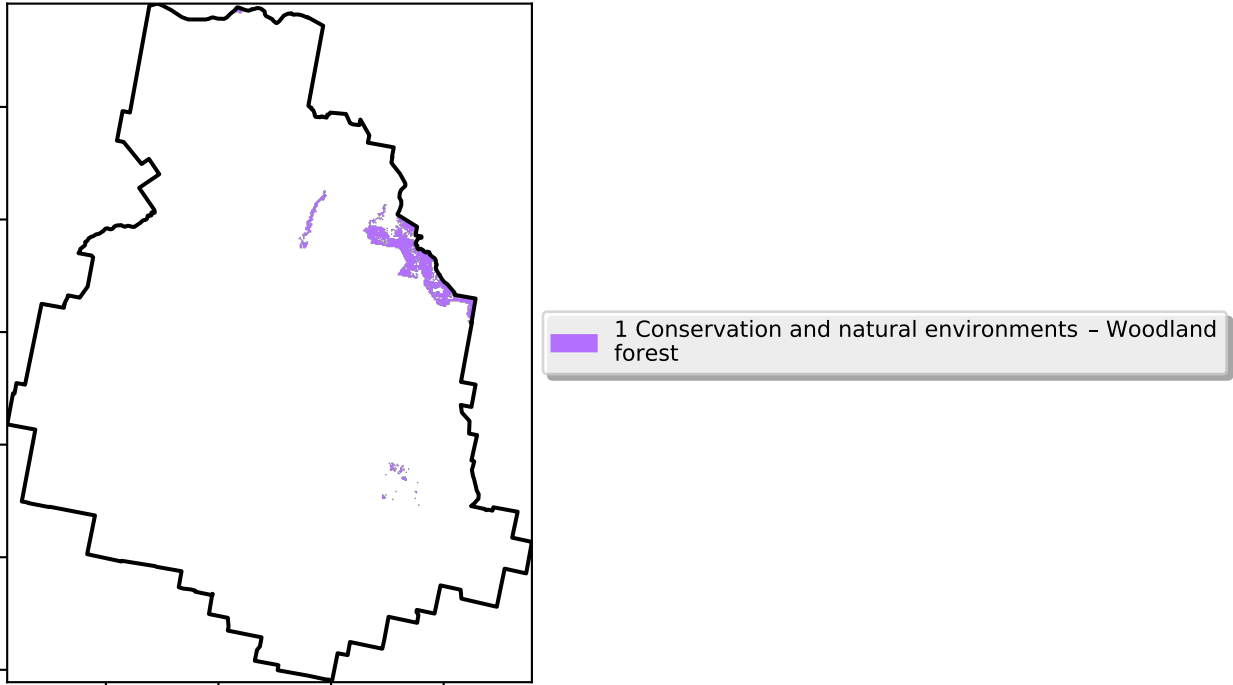 1 Conservation and natural environments – Woodland
forest